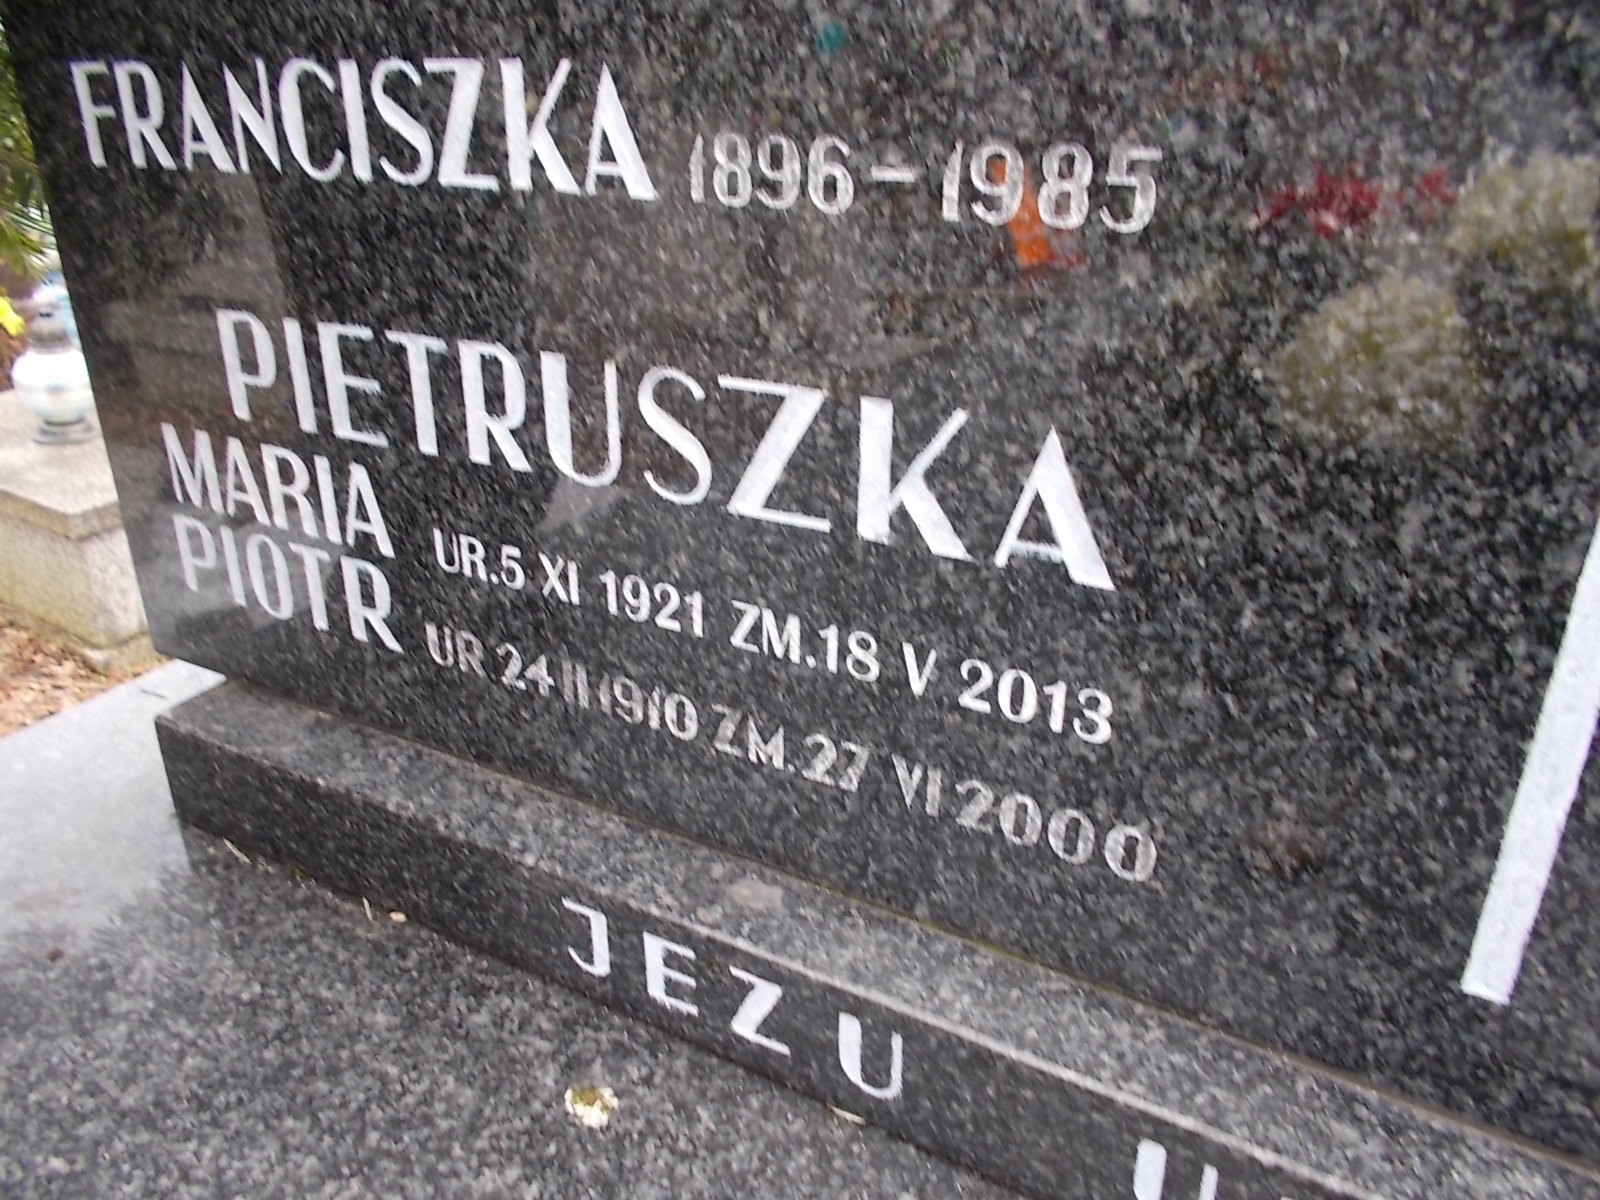 FRANCISZKA 1896-1985
PIETRUSZKA
MARIA UR.5 XI 1921 ZM.18 V 2013
PIOTR UR 24 II 1910 ZM.27 VI 2000
JEZU